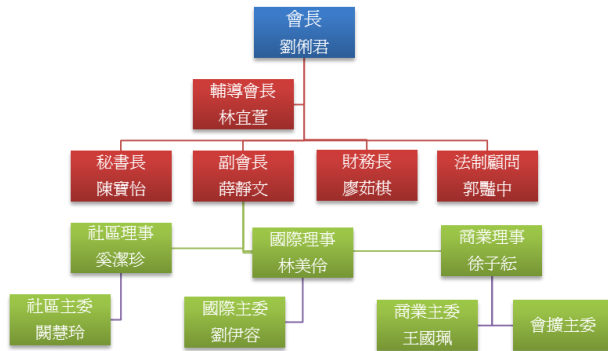 會長
劉俐君
輔導會長
林宜萱
秘書長
陳寶怡
副會長
薛靜文
財務長
廖茹棋
法制顧問
郭豔中
社區理事
奚潔珍
國際理事
林美伶
商業理事
徐子紜
社區主委
闕慧玲
國際主委
劉伊容
商業主委
王國珮
會擴主委